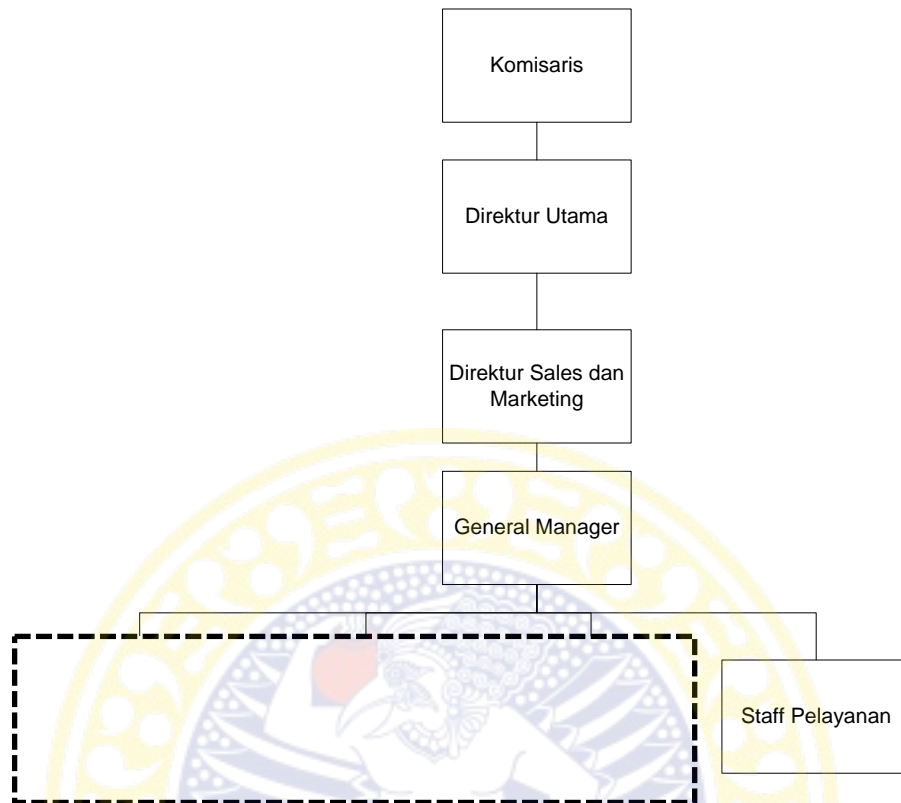 Komisaris
Direktur Utama
Direktur Sales dan
Marketing
General Manager
Staff Pelayanan